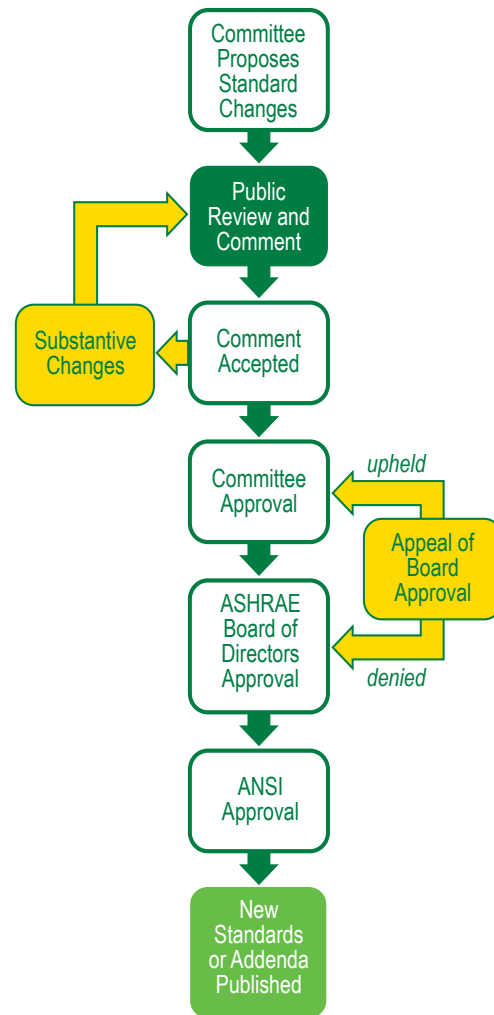 Committee
Proposes
Standard
Changes
Public
Review and
Comment
Substantive
Changes
Comment
Accepted
Committee
Approval
upheld
Appeal of
Board
Approval
denied
ASHRAE
Board of
Directors
Approval
ANSI
Approval
New
Standards
or Addenda
Published